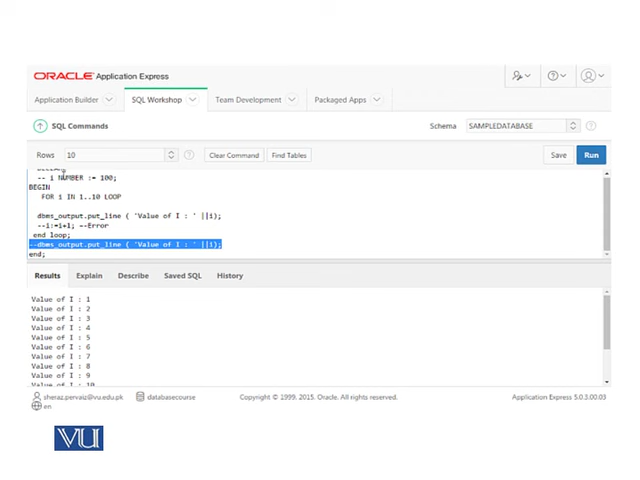 ORACLE Application Express
Application Builder SQL Workshop Team Development Packaged Apps
SQL Commands Schema SAMPLEDATABASE
Rows 10 Clear Command Find Tables Save Run
-- i NUMBER := 100;
BEGIN
FOR i IN 1..10 LOOP
dbms_output.put_line ( 'Value of I : ' ||i);
--i:=i+1; --Error
end loop;
--dbms_output.put_line ( 'Value of I : ' ||i);
end;
Results Explain Describe Saved SQL History
Value of I : 1
Value of I : 2
Value of I : 3
Value of I : 4
Value of I : 5
Value of I : 6
Value of I : 7
Value of I : 8
Value of I : 9
Value of I : 10
sheraz.pervaiz@vu.edu.pk databasecourse Copyright © 1999, 2015, Oracle. All rights reserved. Application Express 5.0.3.00.03
en
VU